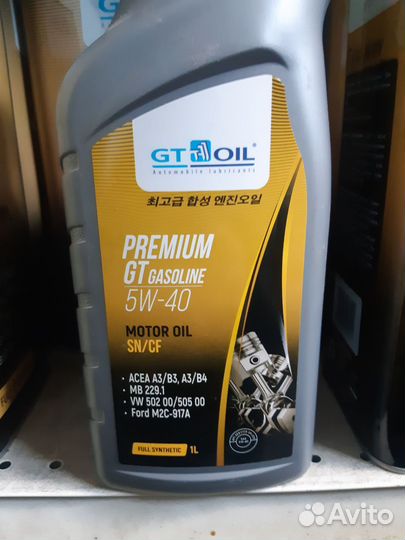 GT OIL®
Automobile lubricants
최고급 합성 엔진오일
PREMIUM
GT GASOLINE
5W-40
MOTOR OIL
SN/CF
• ACEA A3/B3, A3/B4
• MB 229.1
• VW 502 00/505 00
• Ford M2C-917A
FULL SYNTHETIC 1L
Avito